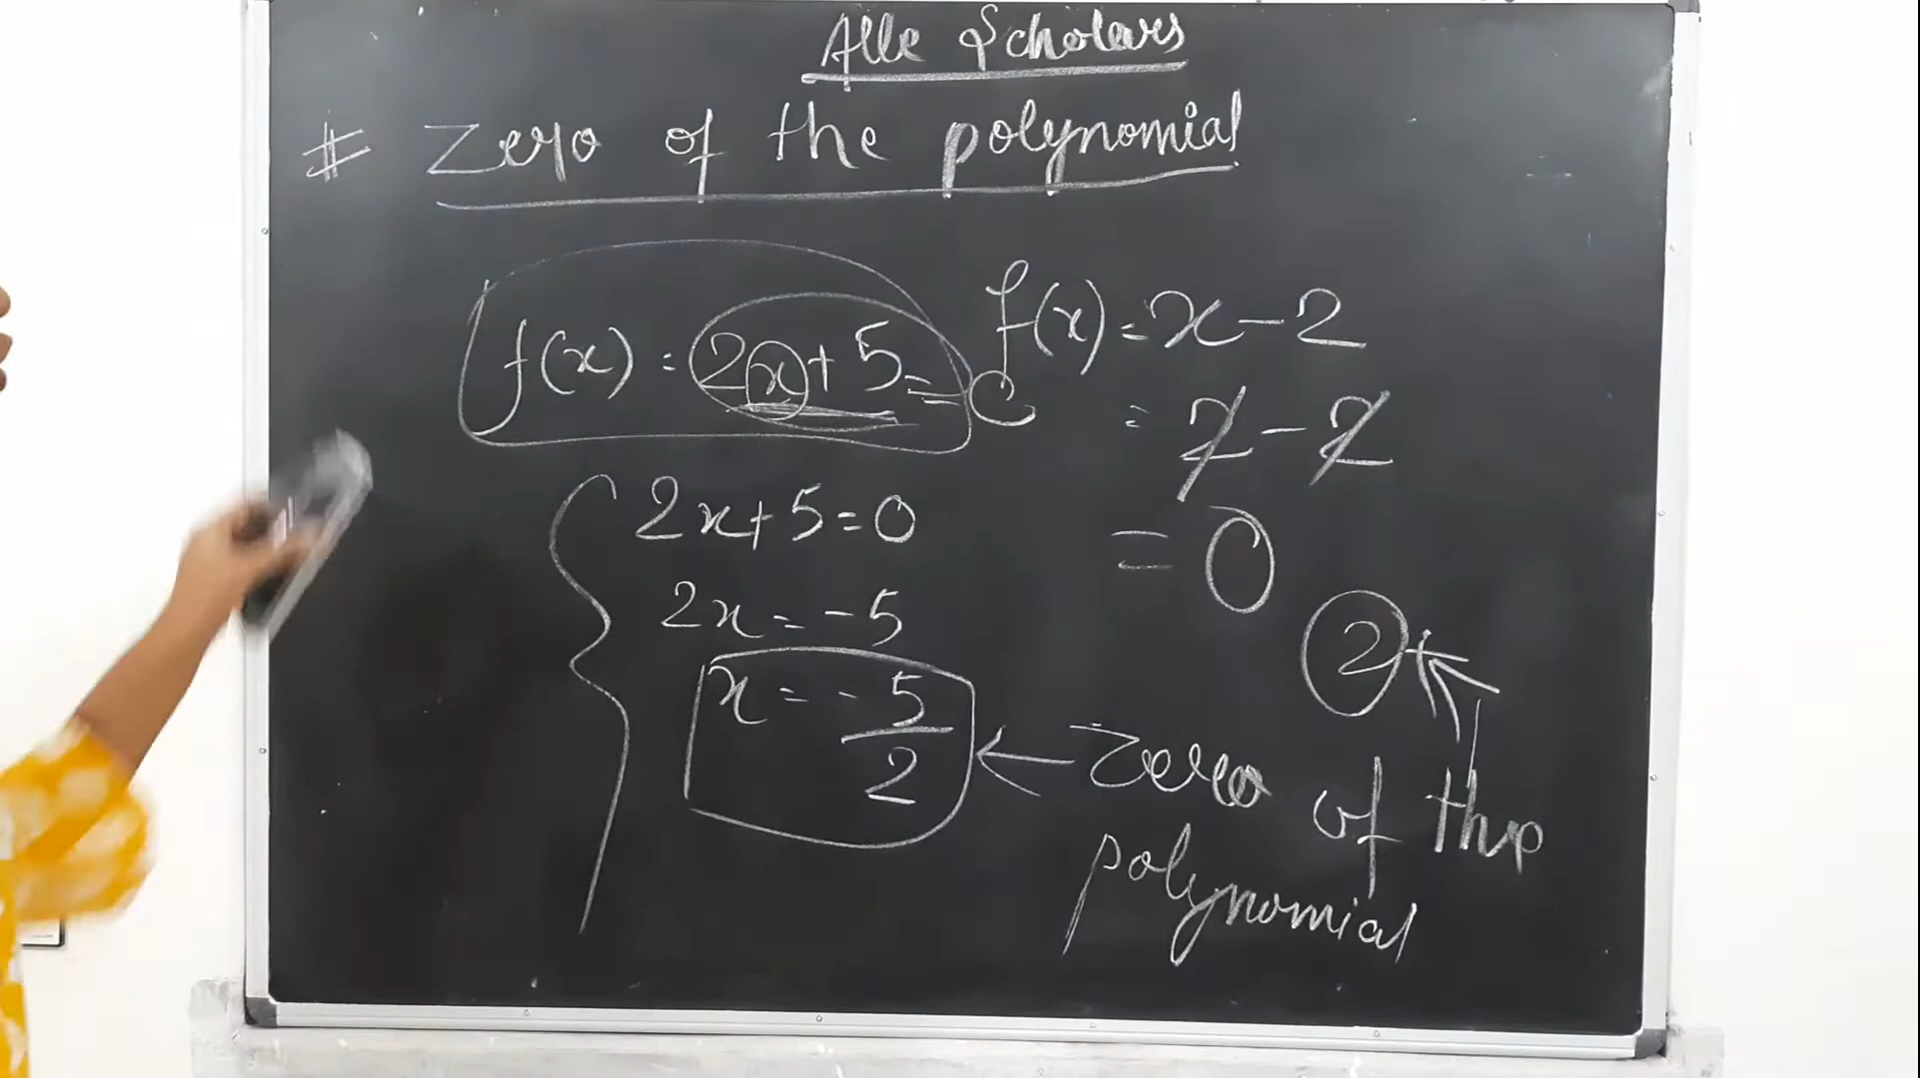 Alle Scholars
# Zero of the polynomial
f(x) = 2x + 5 = 0
2x + 5 = 0
2x = -5
x = -5/2
f(x) = x - 2
= 2 - 2
= 0
2
← Zero of the
polynomial